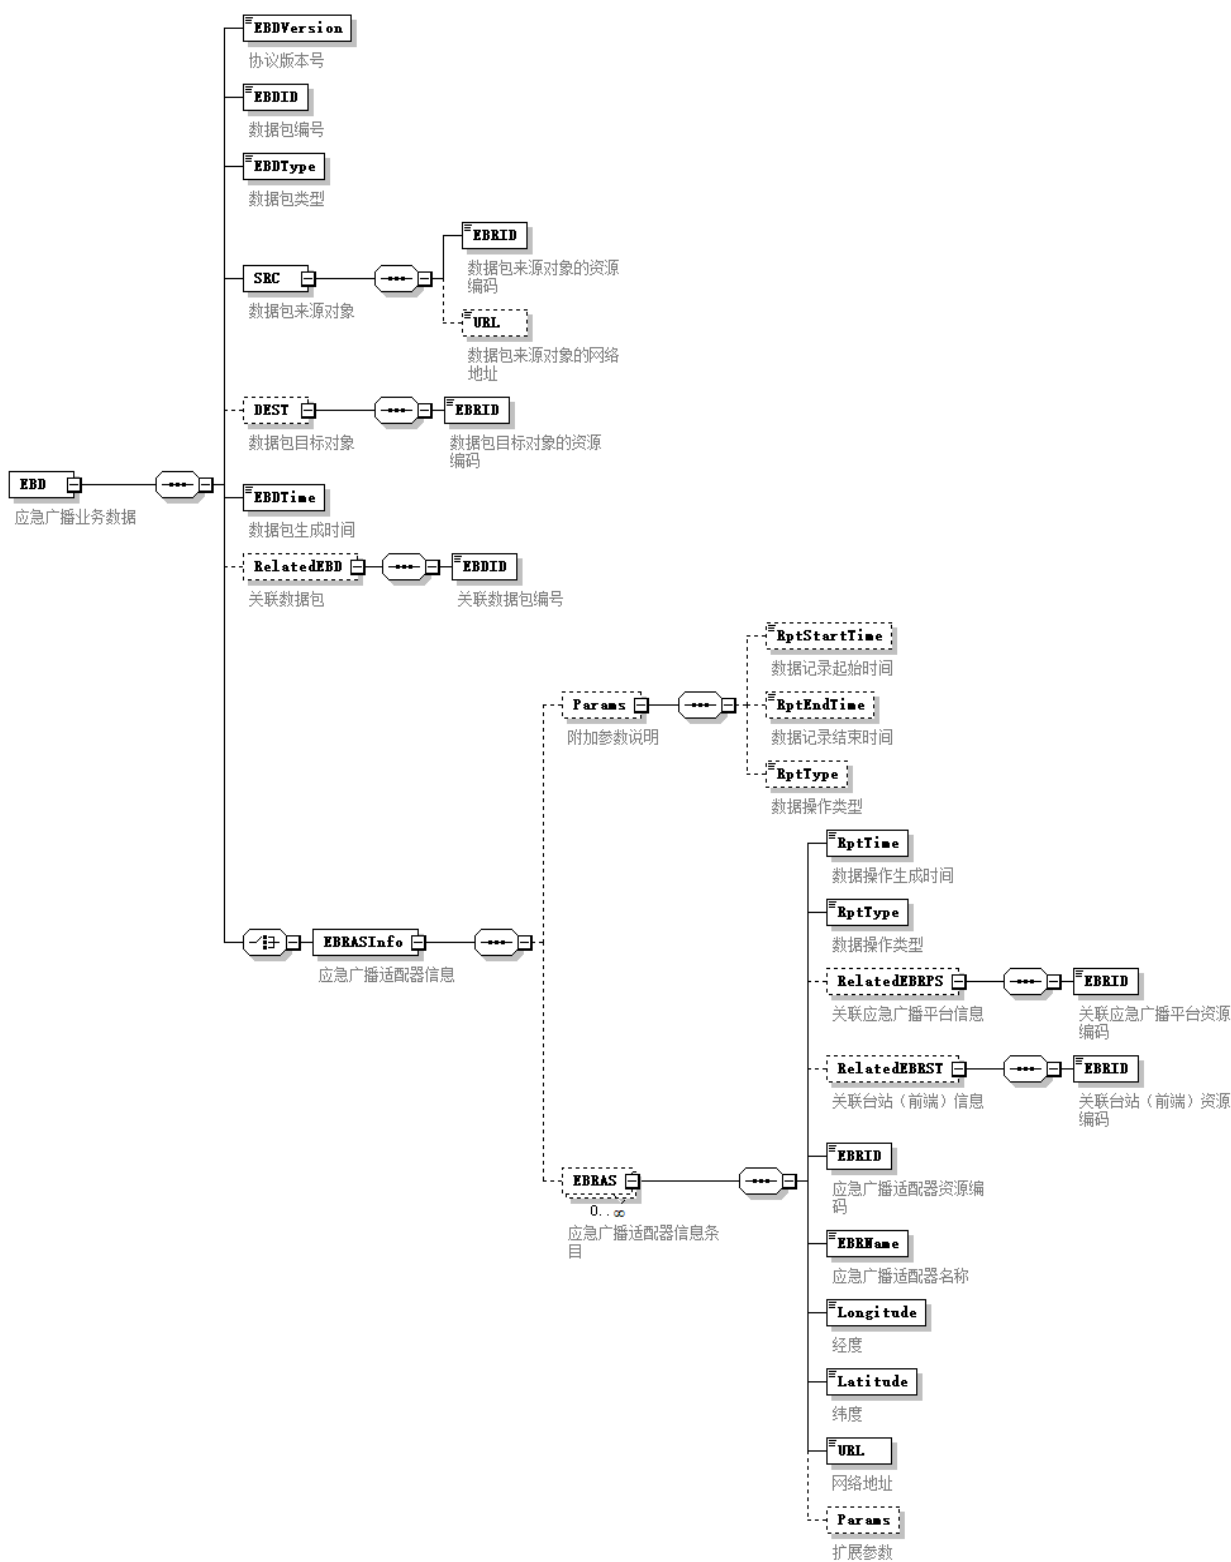 EBDVersion
协议版本号
EBDID
数据包编号
EBDType
数据包类型
SRC
数据包来源对象
EBRID
数据包来源对象的资源
编码
URL
数据包来源对象的网络
地址
DEST
数据包目标对象
EBRID
数据包目标对象的资源
编码
EBD
应急广播业务数据
EBDTime
数据包生成时间
RelatedEBD
关联数据包
EBDID
关联数据包编号
Params
附加参数说明
RptStartTime
数据记录起始时间
RptEndTime
数据记录结束时间
RptType
数据操作类型
EBRASInfo
应急广播适配器信息
EBRAS
0..∞
应急广播适配器信息条
目
RptTime
数据操作生成时间
RptType
数据操作类型
RelatedEBRPS
关联应急广播平台信息
EBRID
关联应急广播平台资源
编码
RelatedEBRST
关联台站（前端）信息
EBRID
关联台站（前端）资源
编码
EBRID
应急广播适配器资源编
码
EBRName
应急广播适配器名称
Longitude
经度
Latitude
纬度
URL
网络地址
Params
扩展参数